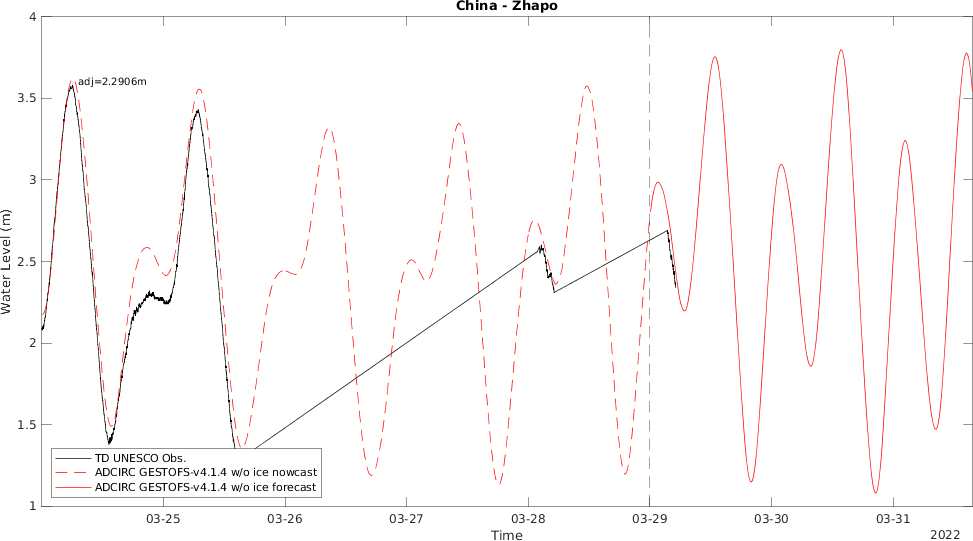 China - Zhapo
adj=2.2906m
4
3.5
3
2.5
2
1.5
1
Water Level (m)
TD UNESCO Obs.
ADCIRC GESTOFS-v4.1.4 w/o ice nowcast
ADCIRC GESTOFS-v4.1.4 w/o ice forecast
03-25
03-26
03-27
03-28
03-29
03-30
03-31
Time
2022